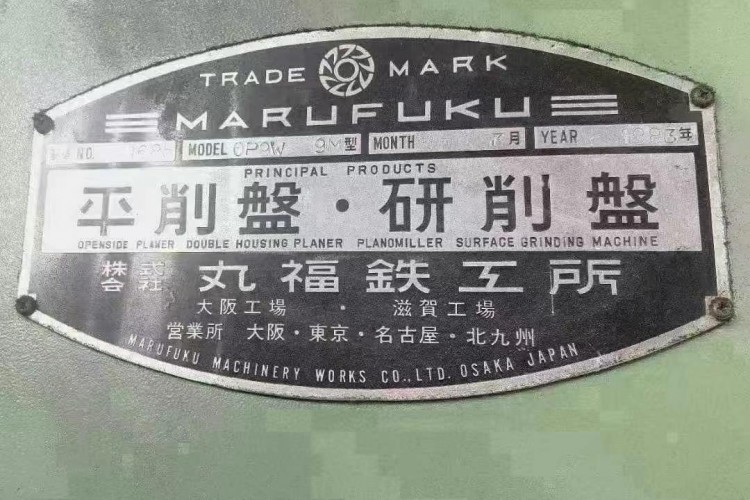 TRADE MARK
MARUFUKU
NO. MODEL OP2W 9M型 MONTH 7月 YEAR 年
PRINCIPAL PRODUCTS
平削盤・研削盤
OPENSIDE PLANER DOUBLE HOUSING PLANER PLANOMILLER SURFACE GRINDING MACHINE
株式会社 丸福鉄工所
大阪工場・滋賀工場
営業所 大阪・東京・名古屋・北九州
MARUFUKU MACHINERY WORKS CO.,LTD. OSAKA JAPAN